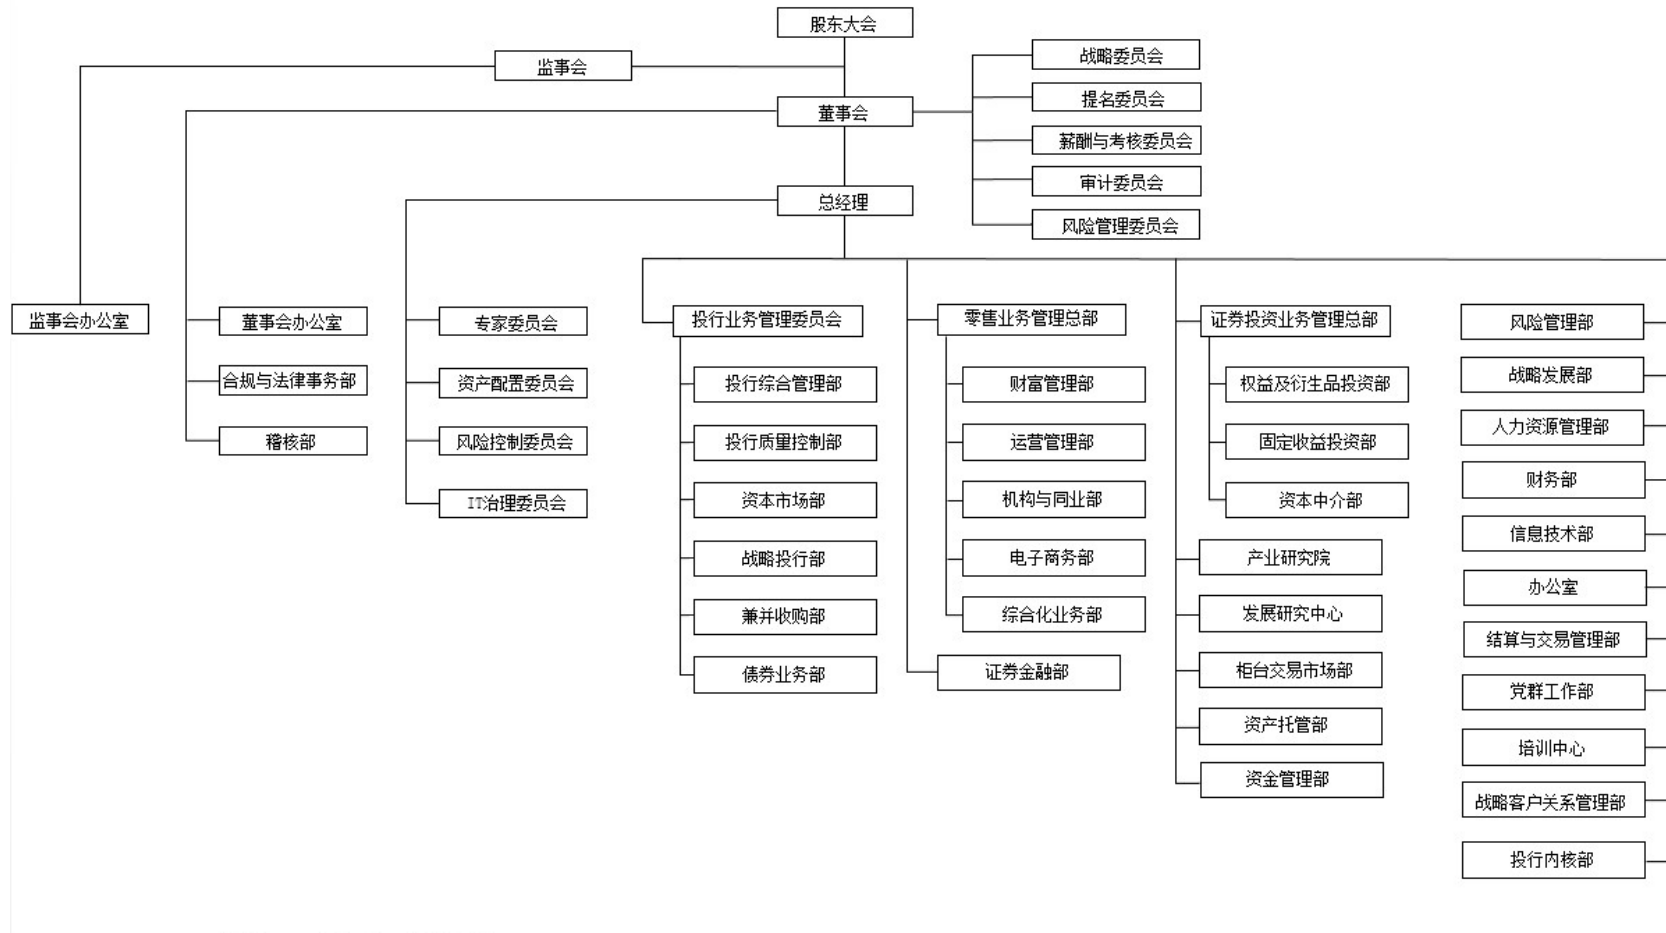 股东大会
监事会
董事会
总经理
战略委员会
提名委员会
薪酬与考核委员会
审计委员会
风险管理委员会
监事会办公室
董事会办公室
合规与法律事务部
稽核部
专家委员会
资产配置委员会
风险控制委员会
IT治理委员会
投行业务管理委员会
投行综合管理部
投行质量控制部
资本市场部
战略投行部
兼并收购部
债券业务部
零售业务管理总部
财富管理部
运营管理部
机构与同业部
电子商务部
综合化业务部
证券金融部
证券投资业务管理总部
权益及衍生品投资部
固定收益投资部
资本中介部
产业研究院
发展研究中心
柜台交易市场部
资产托管部
资金管理部
风险管理部
战略发展部
人力资源管理部
财务部
信息技术部
办公室
结算与交易管理部
党群工作部
培训中心
战略客户关系管理部
投行内核部